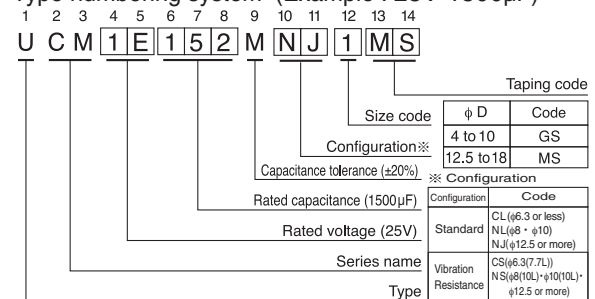 Type numbering system (Example : 25V 1500µF)
1 2 3 4 5 6 7 8 9 10 11 12 13 14
U C M 1 E 1 5 2 M N J 1 M S
Taping code
φ D Code
4 to 10 GS
12.5 to 18 MS
Size code
Configuration※
Capacitance tolerance (±20%)
Rated capacitance (1500µF)
Rated voltage (25V)
Series name
Type
※ Configuration
Configuration Code
Standard
CL(φ6.3 or less)
NL(φ8・φ10)
NJ(φ12.5 or more)
Vibration
Resistance
CS(φ6.3(7.7L))
NS(φ8(10L)・φ10(10L)・
φ12.5 or more)